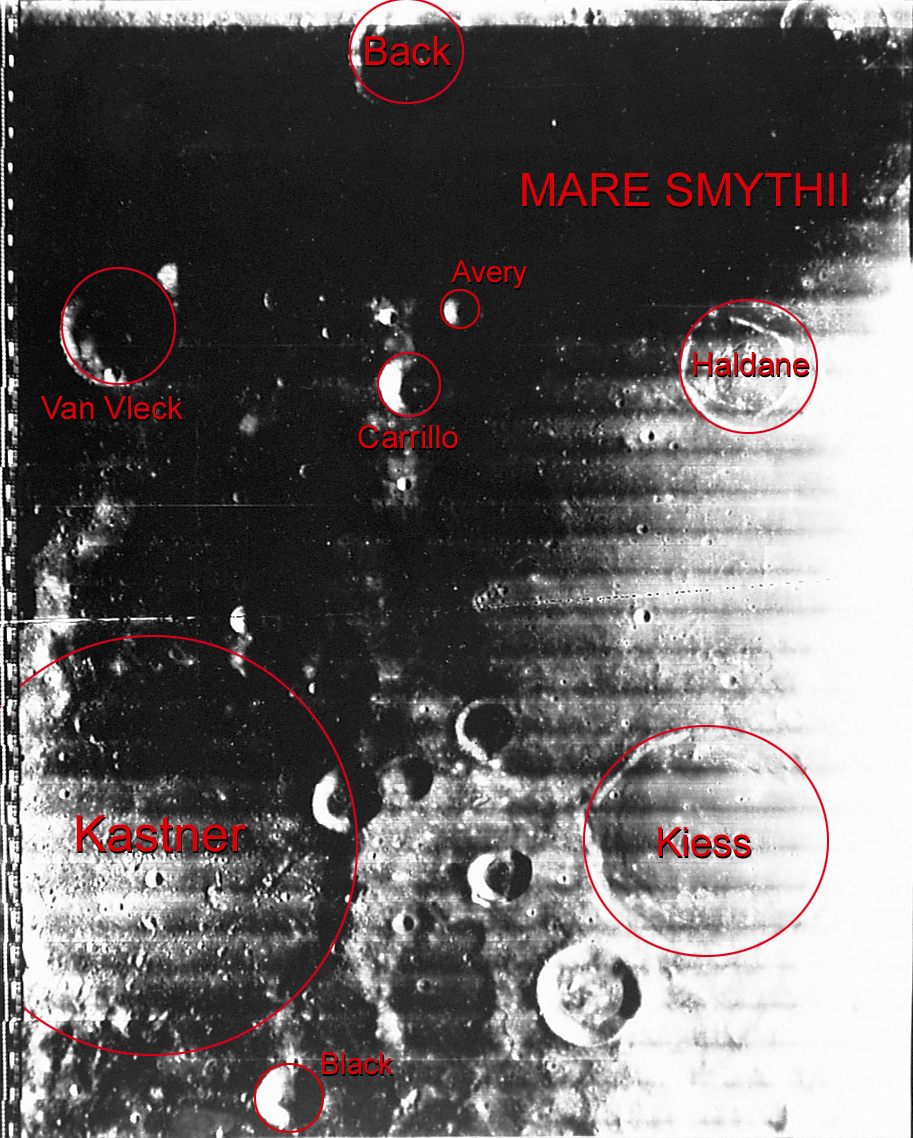 Back
MARE SMYTHII
Avery
Haldane
Van Vleck
Carrillo
Kastner
Kiess
Black